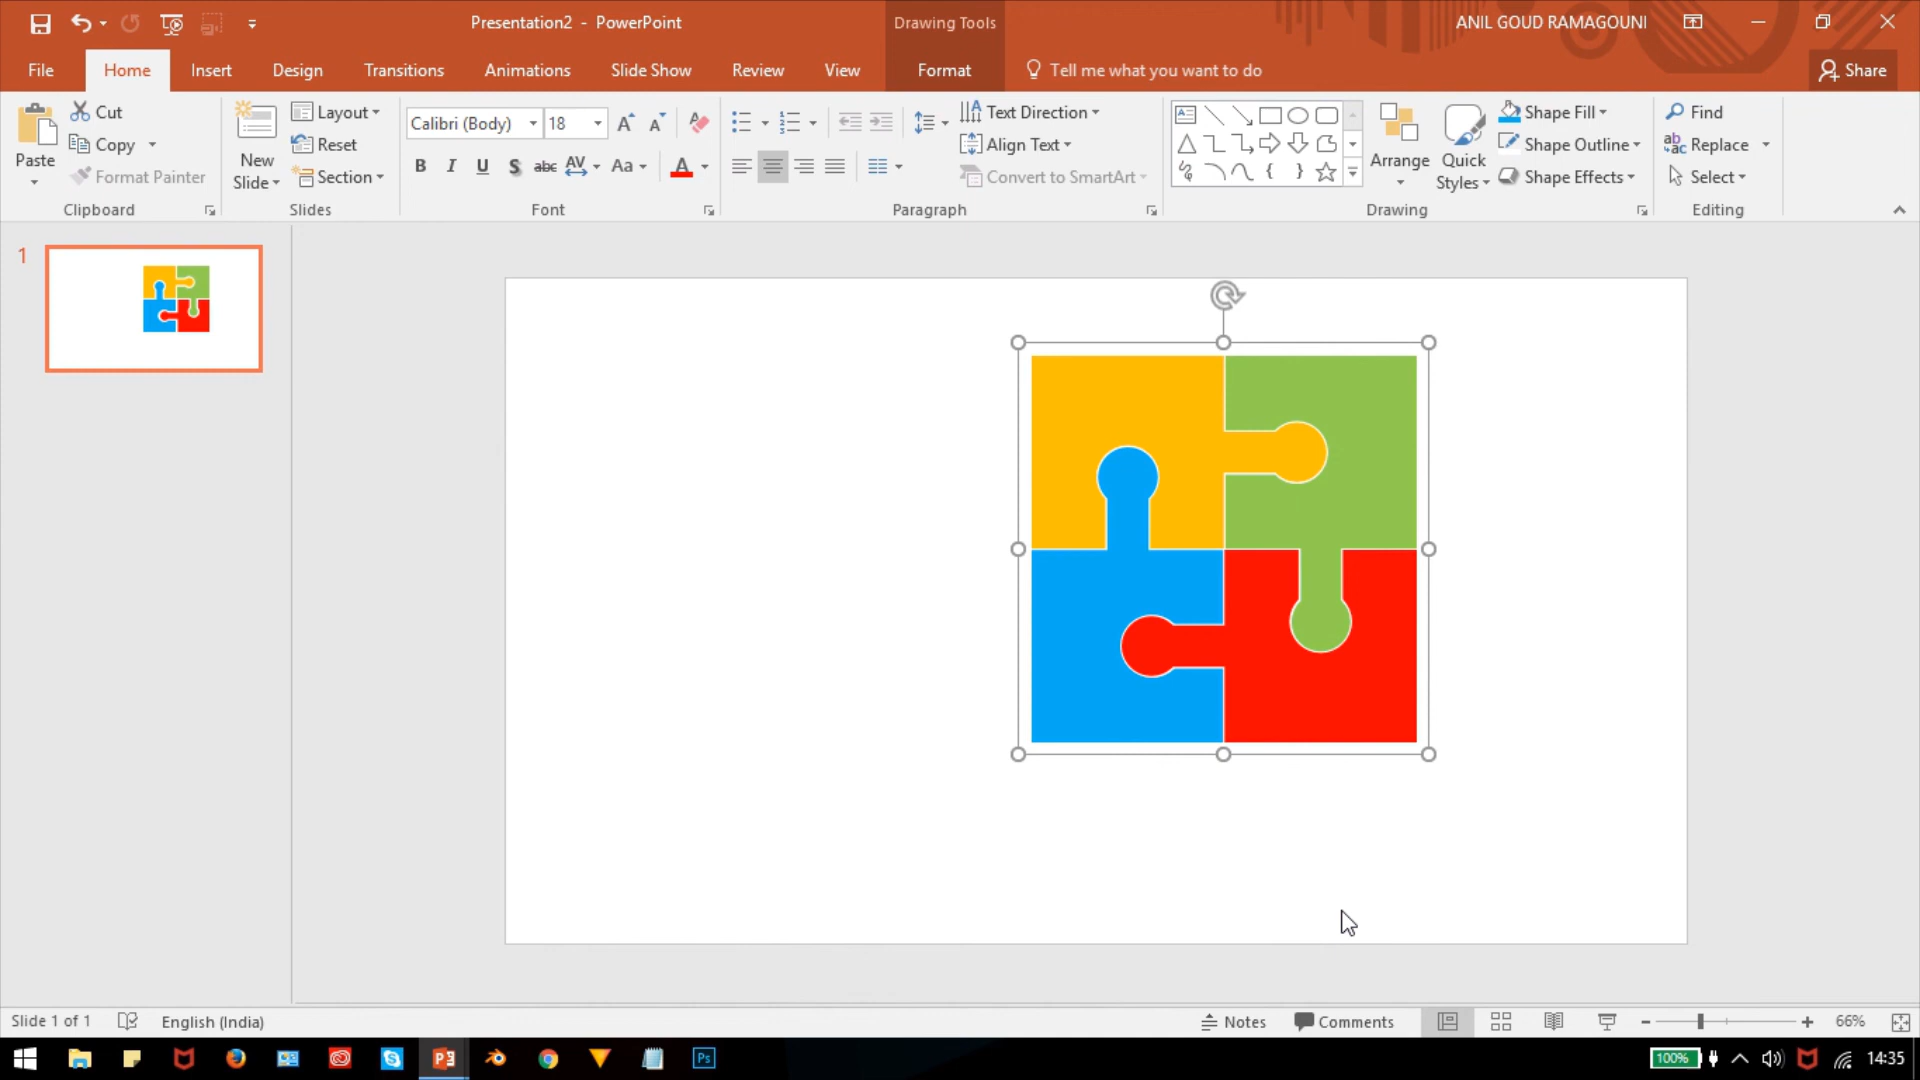 Presentation2 - PowerPoint
Drawing Tools
ANIL GOUD RAMAGOUNI
File
Home
Insert
Design
Transitions
Animations
Slide Show
Review
View
Format
Tell me what you want to do
Share
Paste
Cut
Copy
Format Painter
Clipboard
New
Slide
Layout
Reset
Section
Slides
Calibri (Body)
18
B I U S abc AV Aa A
Font
Text Direction
Align Text
Convert to SmartArt
Paragraph
Arrange
Quick
Styles
Shape Fill
Shape Outline
Shape Effects
Drawing
Find
Replace
Select
Editing
1
Slide 1 of 1
English (India)
Notes
Comments
66%
Ps
100%
14:35